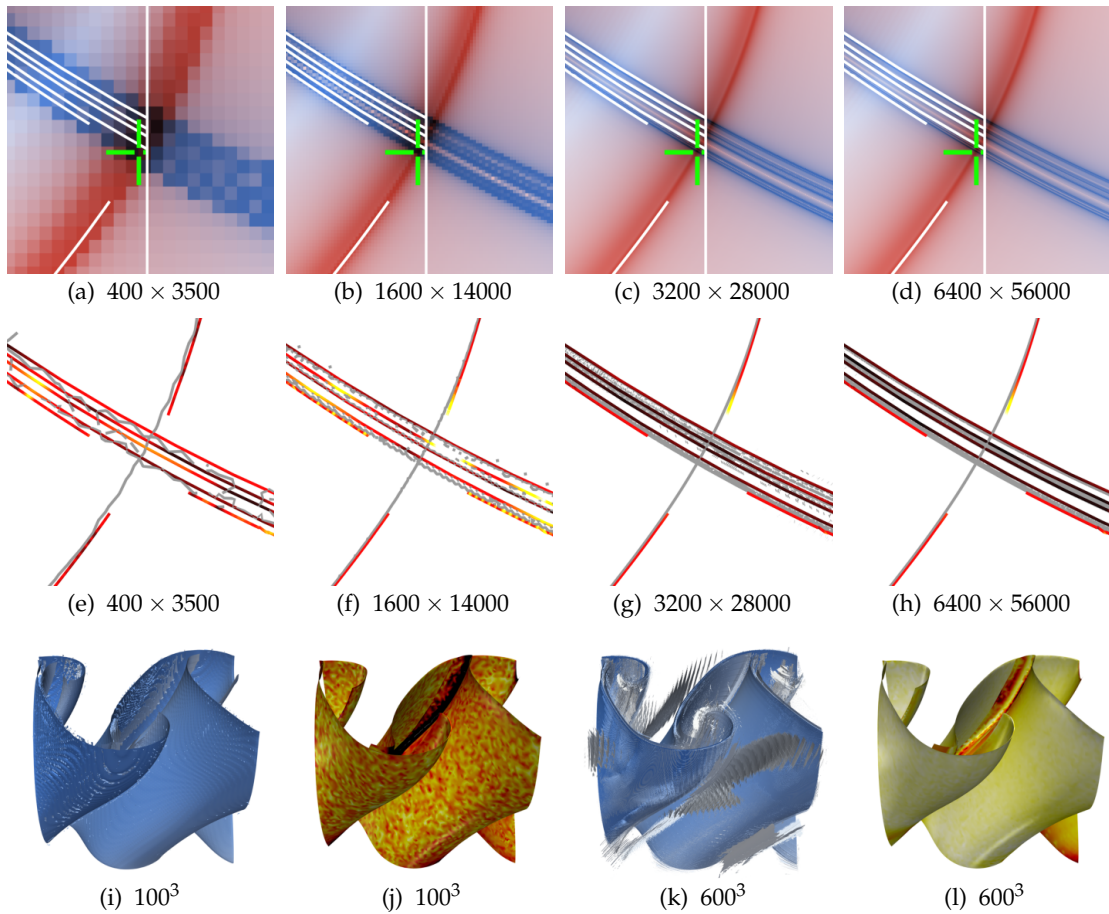 (a) 400 × 3500
(b) 1600 × 14000
(c) 3200 × 28000
(d) 6400 × 56000
(e) 400 × 3500
(f) 1600 × 14000
(g) 3200 × 28000
(h) 6400 × 56000
(i) 100³
(j) 100³
(k) 600³
(l) 600³